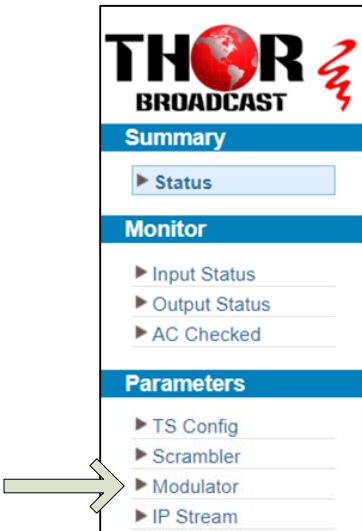 THOR
BROADCAST
Summary
Status
Monitor
Input Status
Output Status
AC Checked
Parameters
TS Config
Scrambler
Modulator
IP Stream